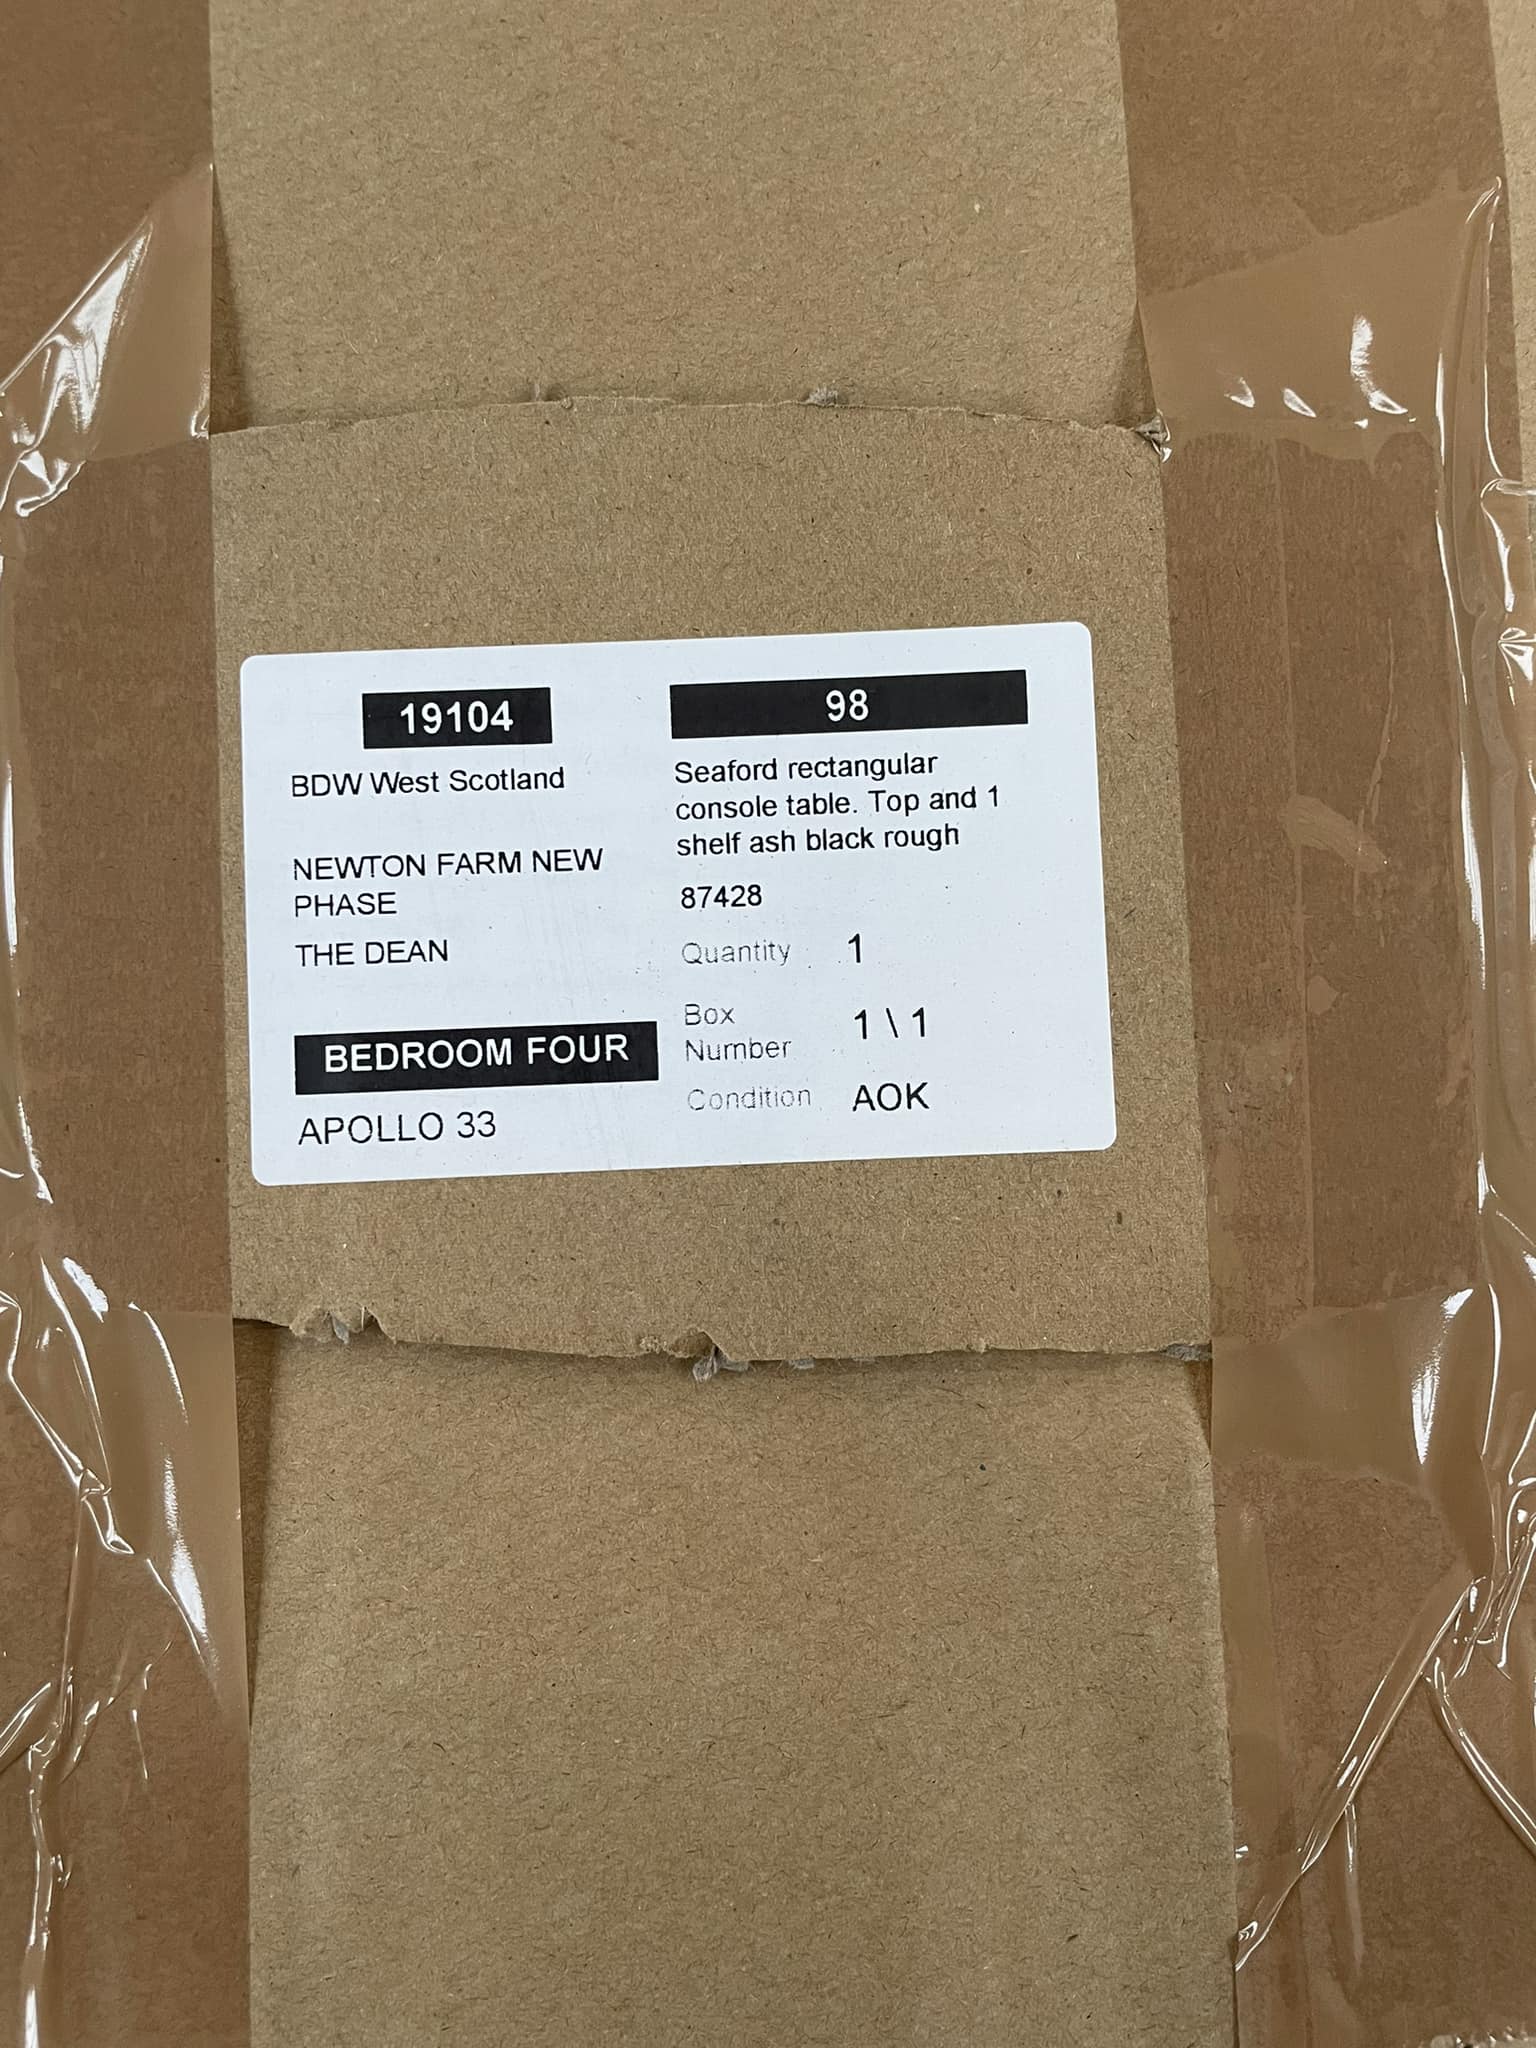 19104
BDW West Scotland
NEWTON FARM NEW
PHASE
THE DEAN
BEDROOM FOUR
APOLLO 33
98
Seaford rectangular
console table. Top and 1
shelf ash black rough
87428
Quantity 1
Box
Number 1 \ 1
Condition AOK